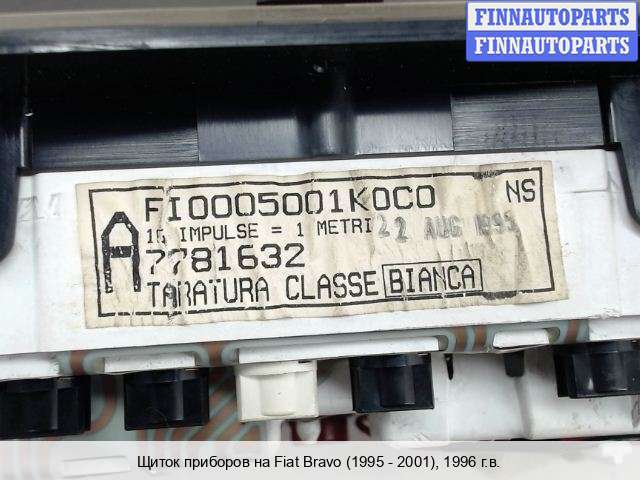 FINNAUTOPARTS
FINNAUTOPARTS
FI0005001K0C0 NS
A
16 IMPULSE = 1 METRI 22 AUG 1995
7781632
TARATURA CLASSE BIANCA
Щиток приборов на Fiat Bravo (1995 - 2001), 1996 г.в.